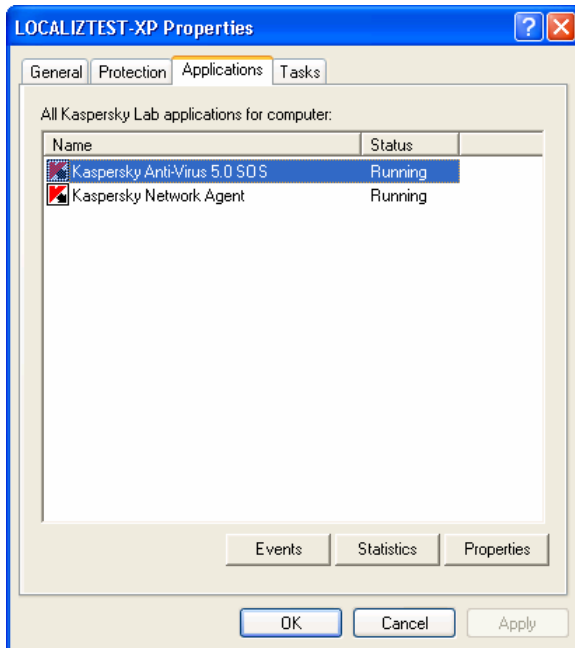 LOCALIZTEST-XP Properties
General Protection Applications Tasks
All Kaspersky Lab applications for computer:
Name Status
Kaspersky Anti-Virus 5.0 SOS Running
Kaspersky Network Agent Running
Events Statistics Properties
OK Cancel Apply